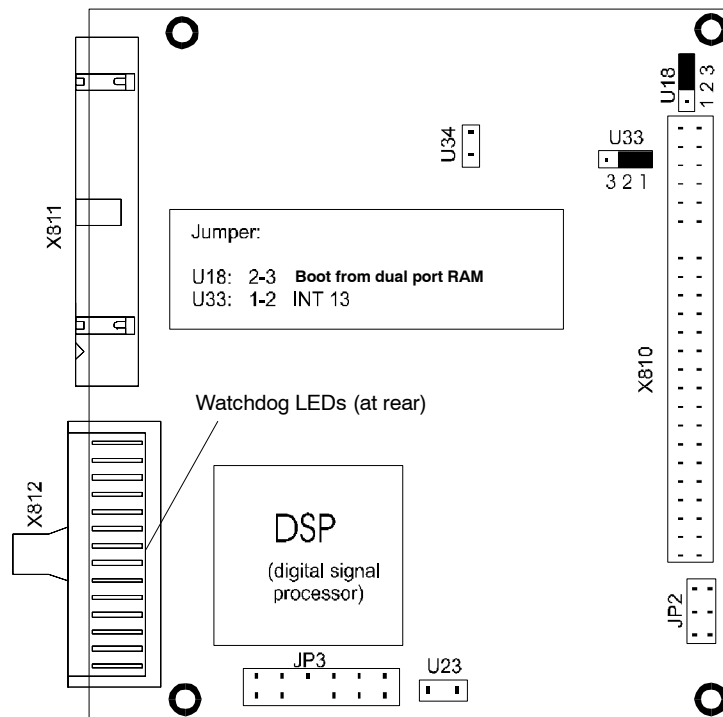 U18
1 2 3
U34
U33
3 2 1
X811
Jumper:
U18: 2-3 Boot from dual port RAM
U33: 1-2 INT 13
X810
Watchdog LEDs (at rear)
X812
DSP
(digital signal
processor)
JP2
JP3
U23